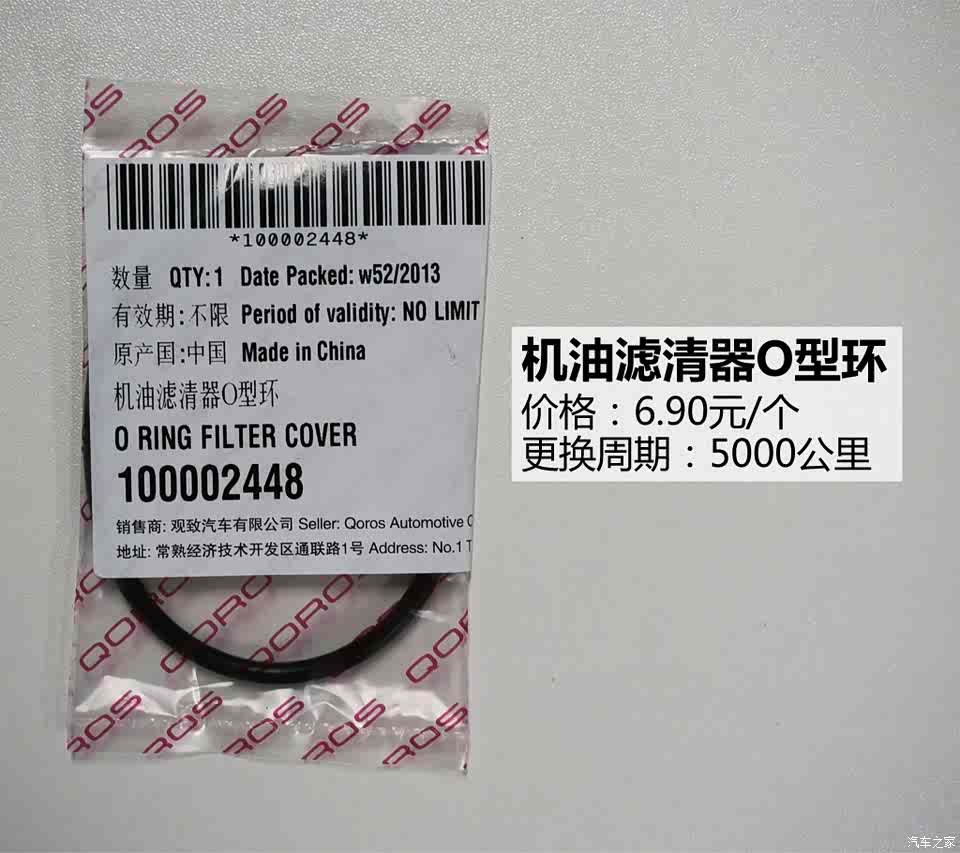 QOROS
*100002448*
数量 QTY:1 Date Packed: w52/2013
有效期:不限 Period of validity: NO LIMIT
原产国:中国 Made in China
机油滤清器O型环
O RING FILTER COVER
100002448
销售商: 观致汽车有限公司 Seller: Qoros Automotive
地址: 常熟经济技术开发区通联路1号 Address: No.1
机油滤清器O型环
价格：6.90元/个
更换周期：5000公里
QOROS
汽车之家